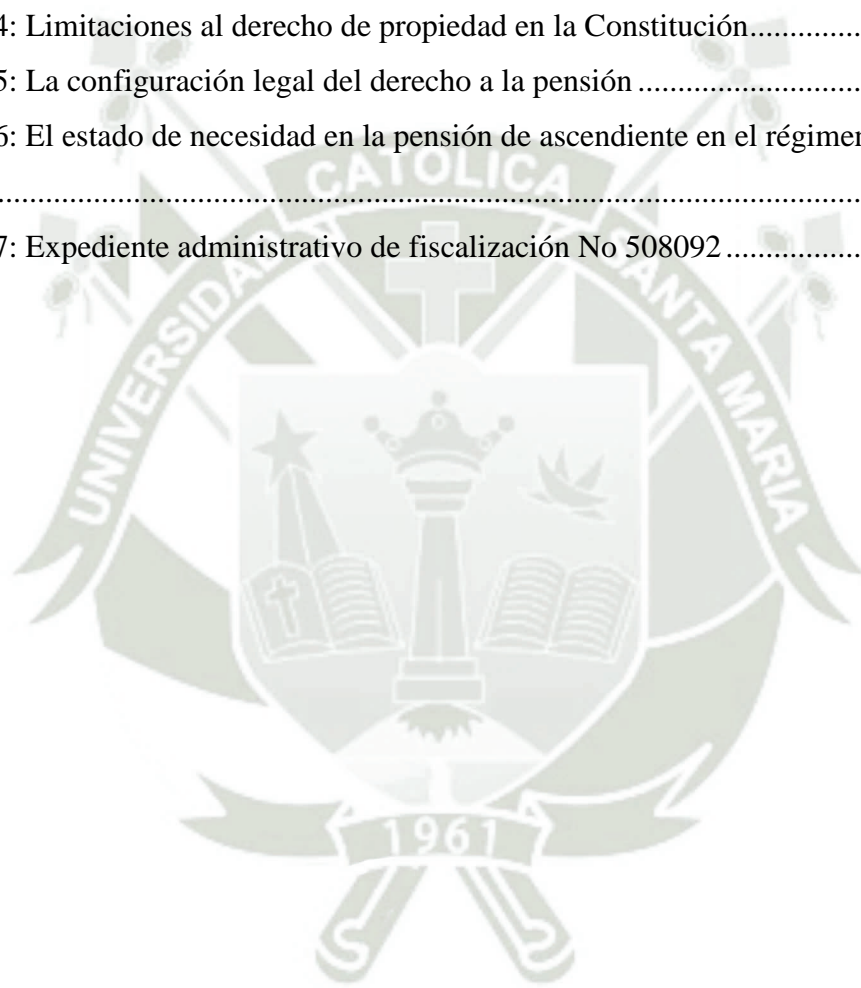 4: Limitaciones al derecho de propiedad en la Constitución...............
5: La configuración legal del derecho a la pensión ..............................
6: El estado de necesidad en la pensión de ascendiente en el régimen
.........................................................................................................
7: Expediente administrativo de fiscalización No 508092 ..................
UNIVERSIDAD CATOLICA SANTA MARIA
1961